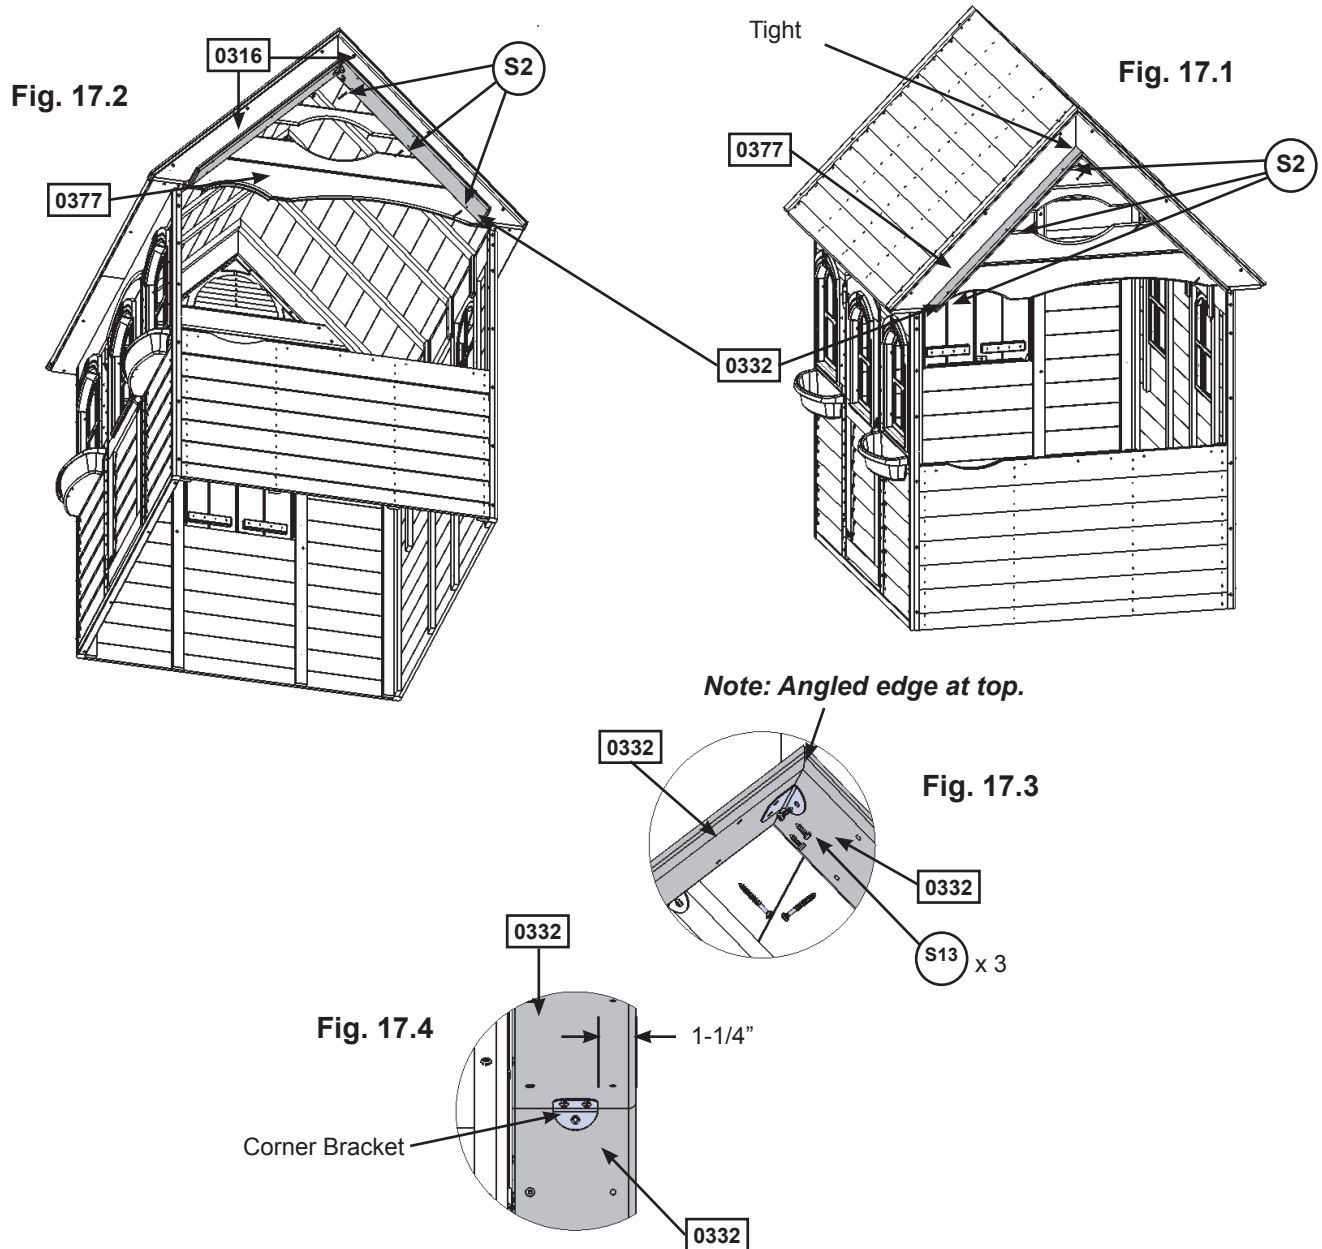 Fig. 17.2
0316
S2
0377
Tight
Fig. 17.1
0377
S2
0332
Note: Angled edge at top.
0332
Fig. 17.3
0332
S13 x 3
0332
Fig. 17.4
1-1/4”
Corner Bracket
0332